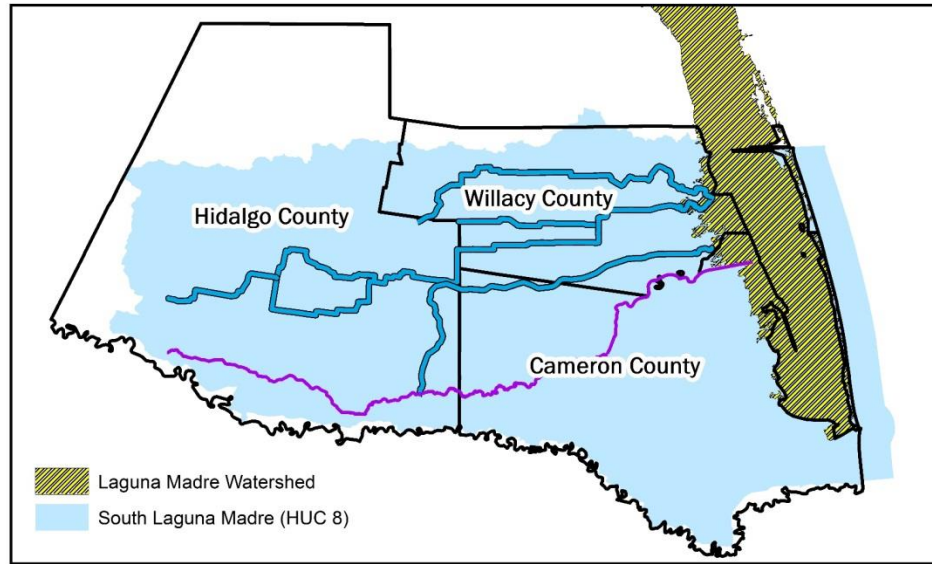 Willacy County
Hidalgo County
Cameron County
Laguna Madre Watershed
South Laguna Madre (HUC 8)